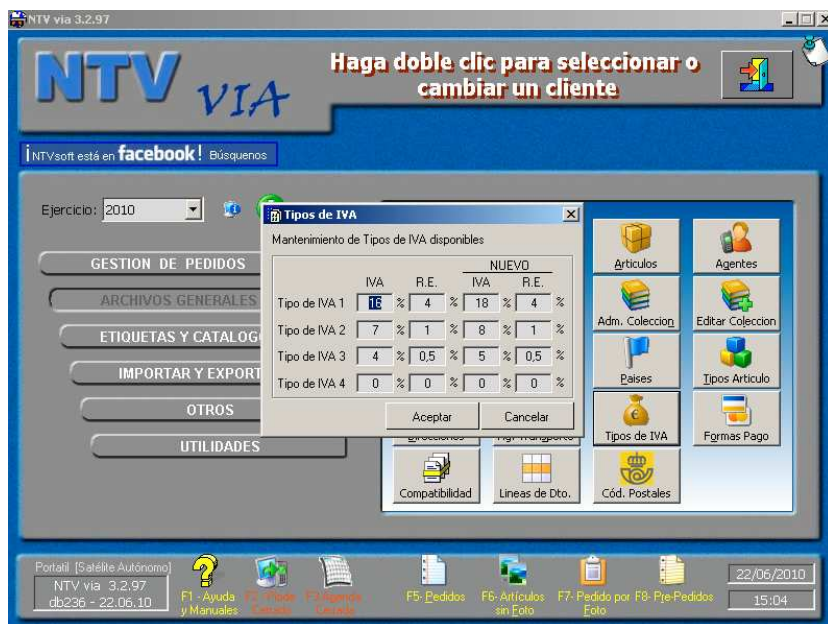 NTV via 3.2.97
NTV VIA
Haga doble clic para seleccionar o
cambiar un cliente
¡NTVsoft está en facebook! Búsquenos
Ejercicio: 2010
GESTION DE PEDIDOS
ARCHIVOS GENERALES
ETIQUETAS Y CATALOG
IMPORTAR Y EXPORT
OTROS
UTILIDADES
Tipos de IVA
Mantenimiento de Tipos de IVA disponibles
NUEVO
IVA R.E. IVA R.E.
Tipo de IVA 1 16 % 4 % 18 % 4 %
Tipo de IVA 2 7 % 1 % 8 % 1 %
Tipo de IVA 3 4 % 0,5 % 5 % 0,5 %
Tipo de IVA 4 0 % 0 % 0 % 0 %
Aceptar Cancelar
Articulos Agentes
Adm. Coleccion Editar Coleccion
Paises Tipos Articulo
Direcciones Tipos de IVA Formas Pago
Compatibilidad Lineas de Dto. Cód. Postales
Portatil [Satélite Autónomo]
NTV via 3.2.97
db236 - 22.06.10
F1 - Ayuda
y Manuales
F5- Pedidos
F6- Artículos
sin Foto
F7- Pedido por
Foto
F8- Pre-Pedidos
22/06/2010
15:04